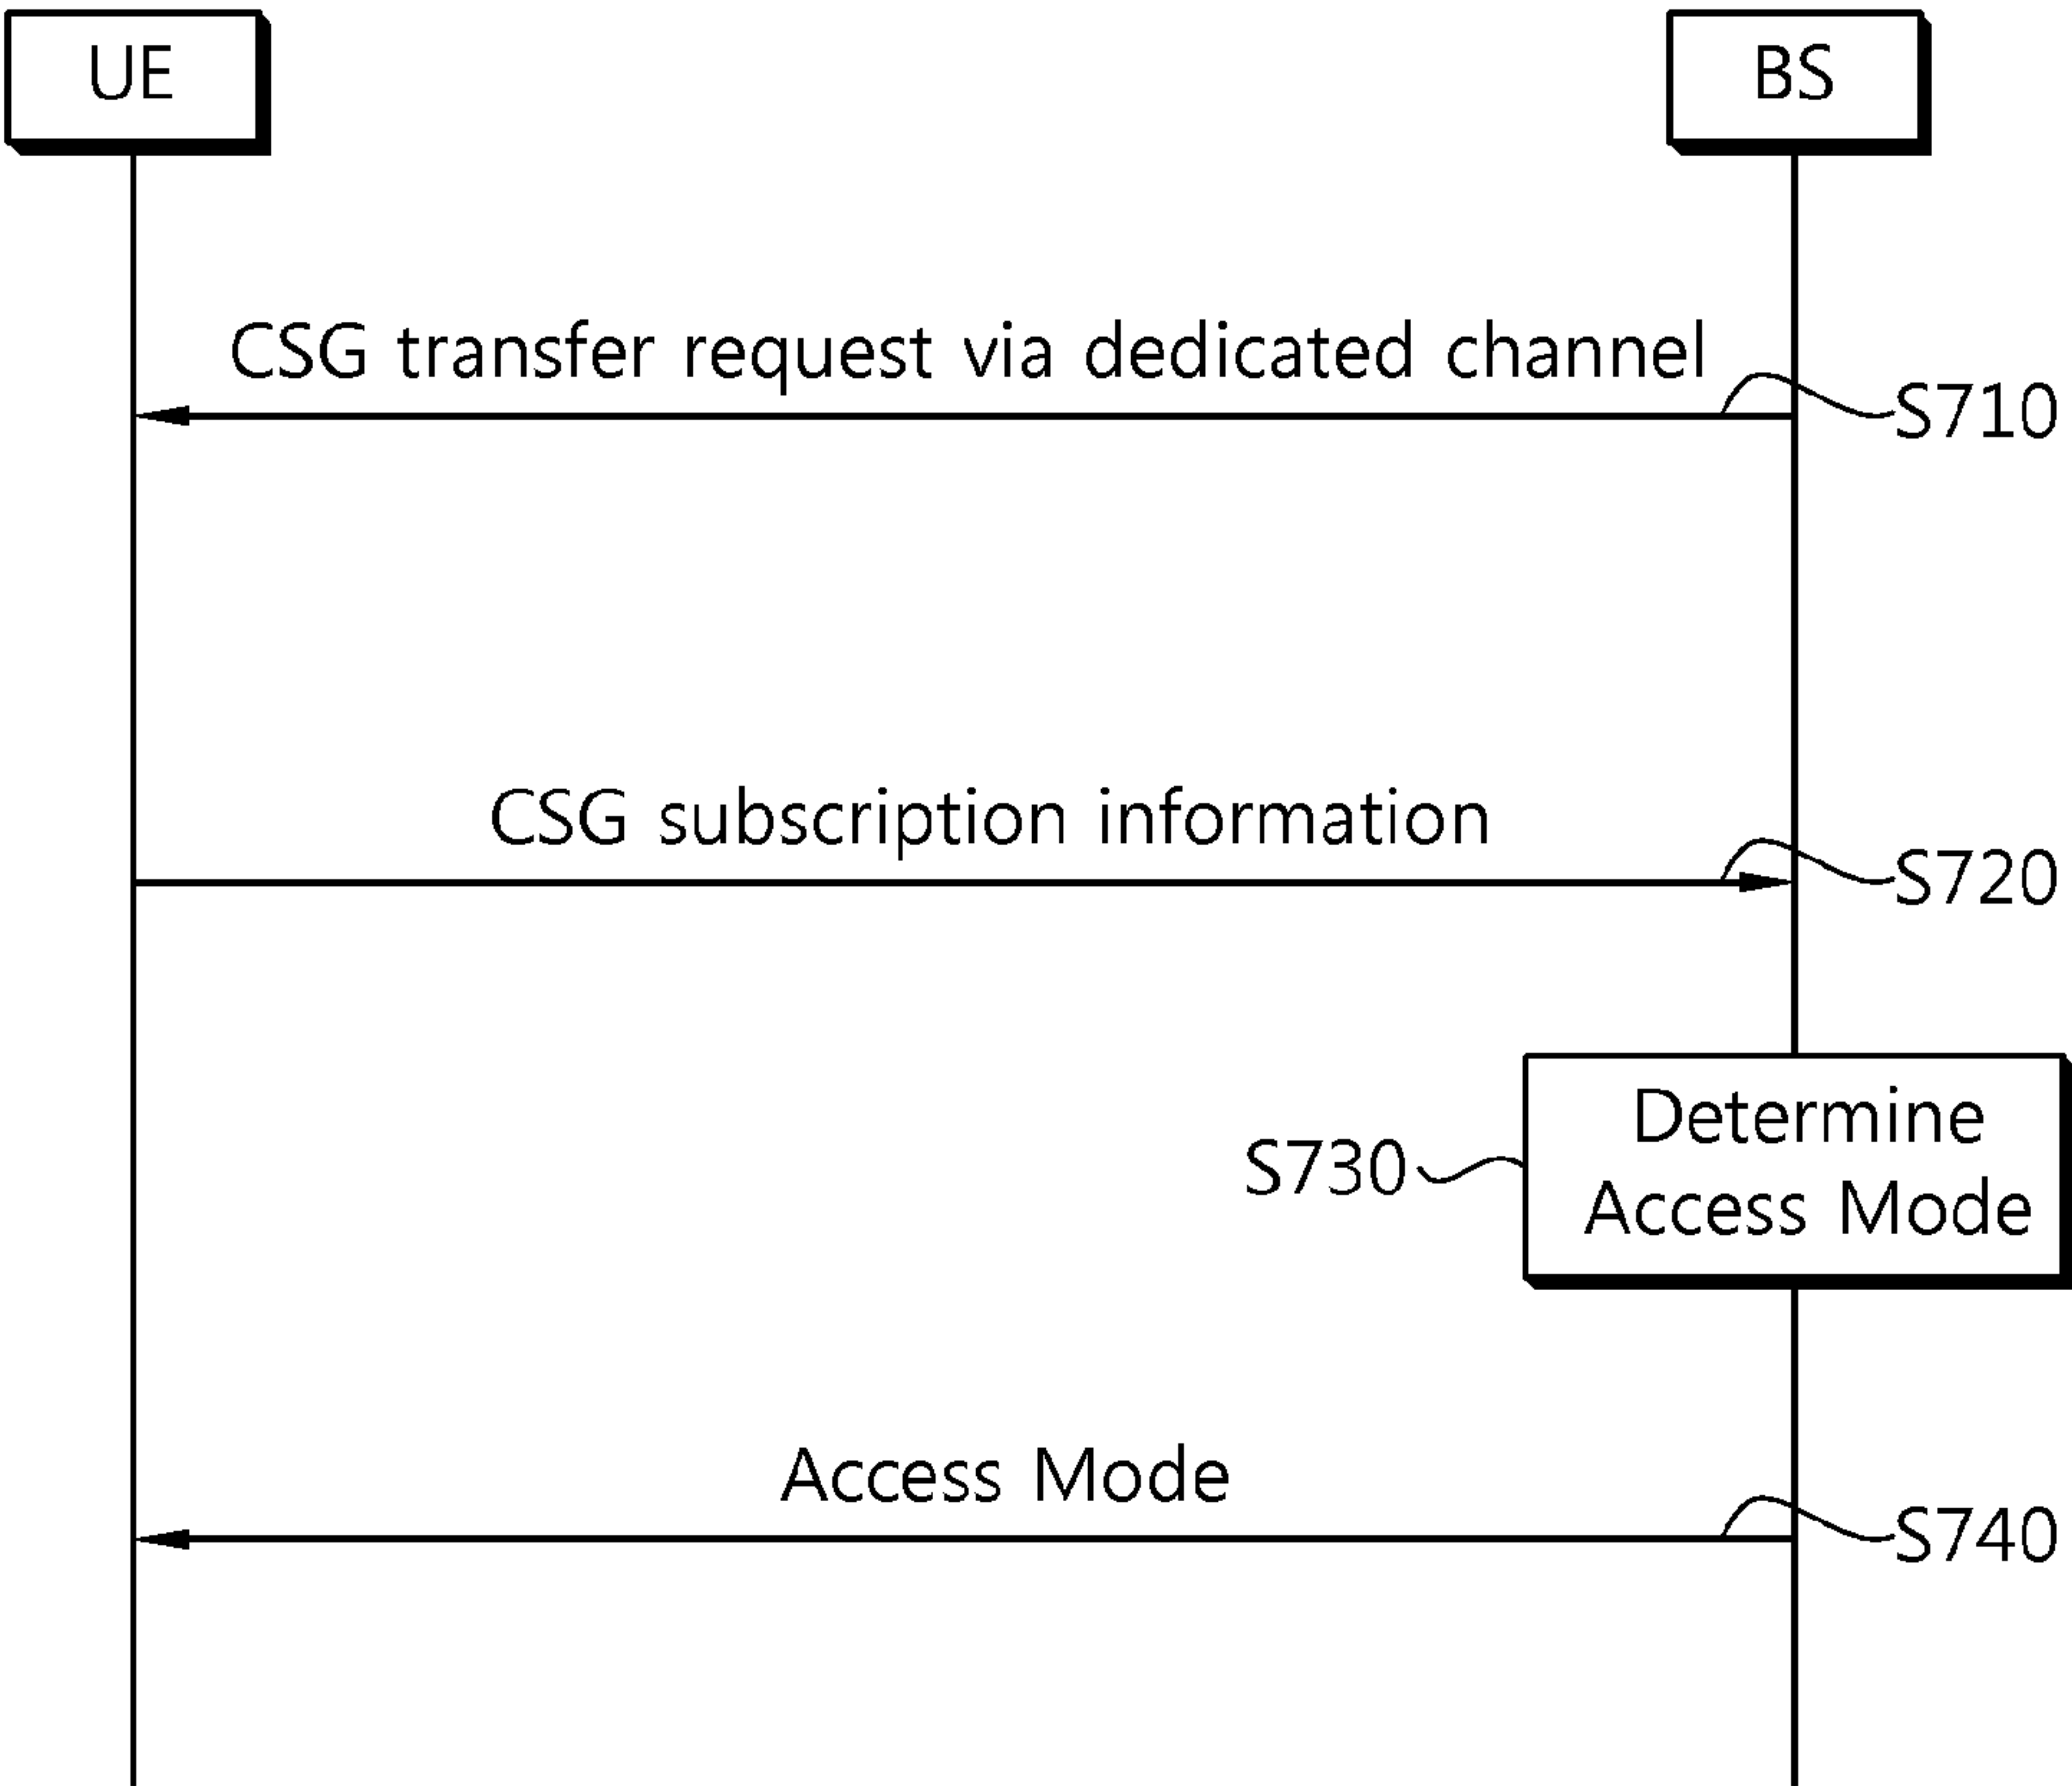 UE
BS
CSG transfer request via dedicated channel
S710
CSG subscription information
S720
Determine
Access Mode
S730
Access Mode
S740